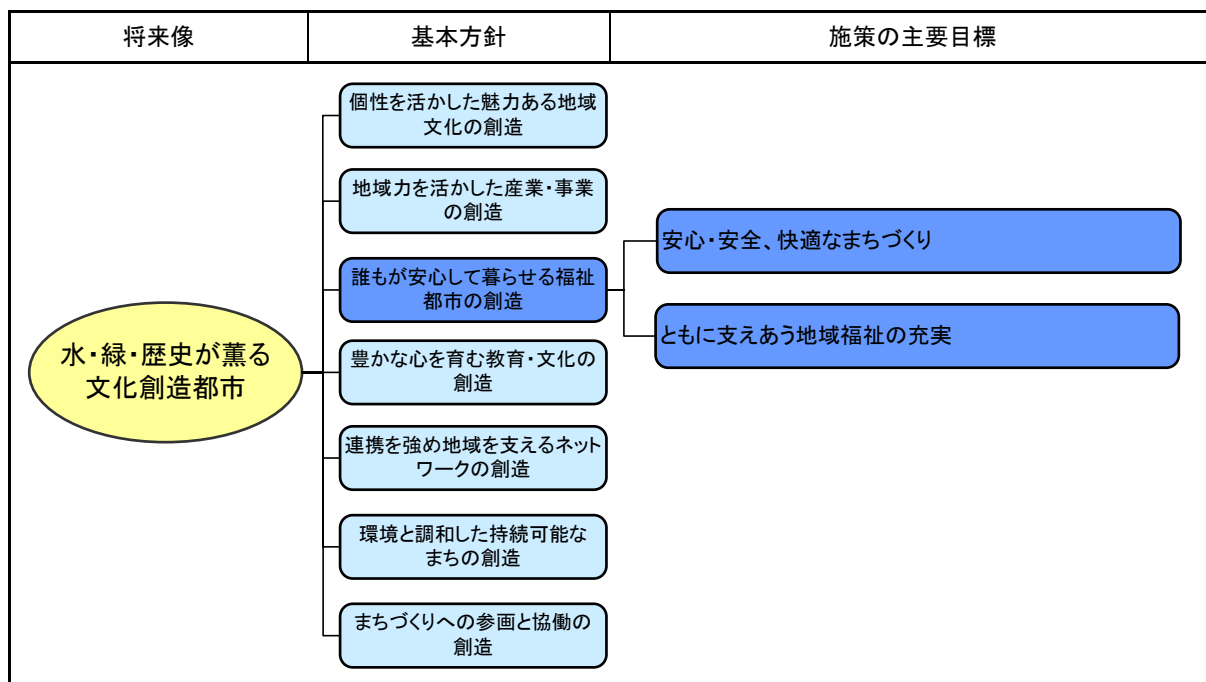 将来像
基本方針
施策の主要目標
個性を活かした魅力ある地域
文化の創造
地域力を活かした産業・事業
の創造
誰もが安心して暮らせる福祉
都市の創造
豊かな心を育む教育・文化の
創造
連携を強め地域を支えるネット
ワークの創造
環境と調和した持続可能な
まちの創造
まちづくりへの参画と協働の
創造
水・緑・歴史が薫る
文化創造都市
安心・安全、快適なまちづくり
ともに支えあう地域福祉の充実